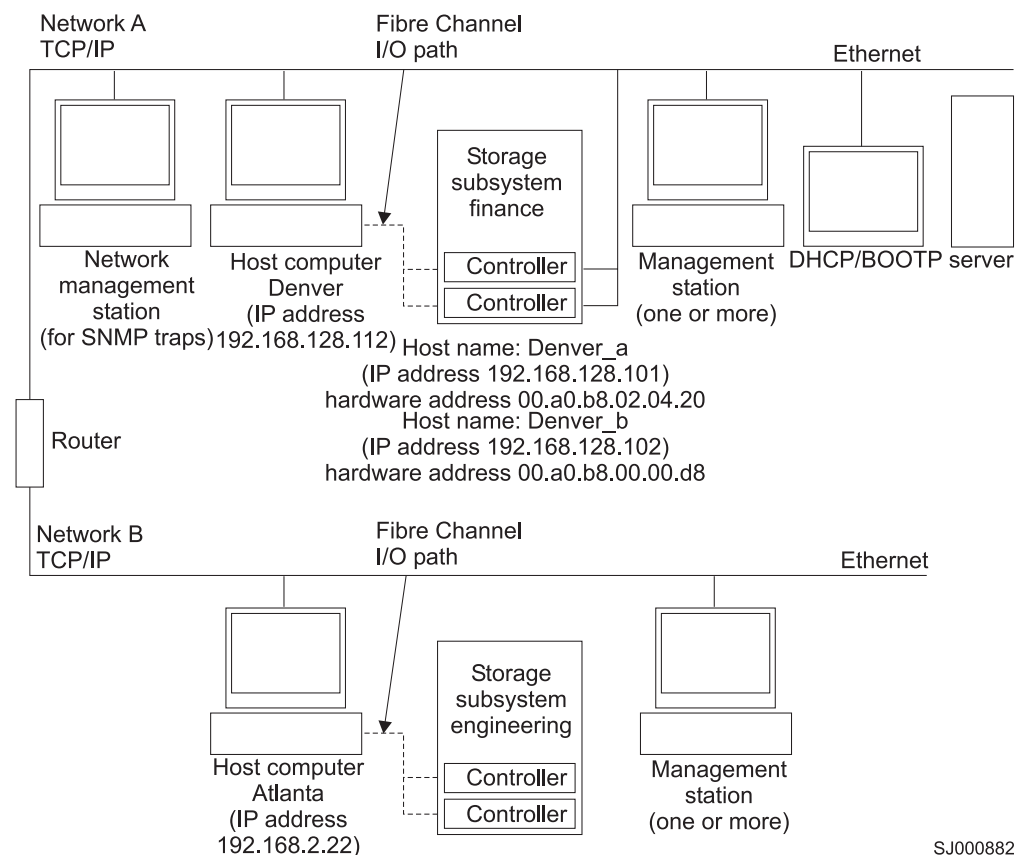 Network A
TCP/IP
Fibre Channel
I/O path
Ethernet
Storage
subsystem
finance
Controller
Controller
Network
management
station
(for SNMP traps)
Host computer
Denver
(IP address
192.168.128.112)
Management
station
(one or more)
DHCP/BOOTP server
Host name: Denver_a
(IP address 192.168.128.101)
hardware address 00.a0.b8.02.04.20
Host name: Denver_b
(IP address 192.168.128.102)
hardware address 00.a0.b8.00.00.d8
Router
Network B
TCP/IP
Fibre Channel
I/O path
Ethernet
Storage
subsystem
engineering
Controller
Controller
Host computer
Atlanta
(IP address
192.168.2.22)
Management
station
(one or more)
SJ000882